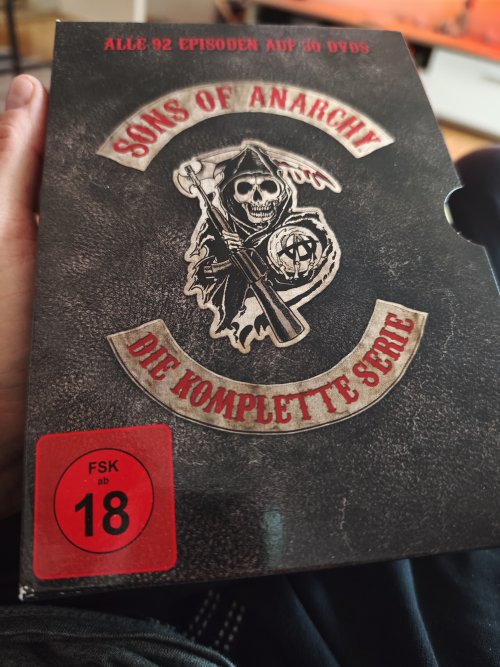 ALLE 92 EPISODEN AUF 30 DVDS
SONS OF ANARCHY
DIE KOMPLETTE SERIE
FSK
ab
18